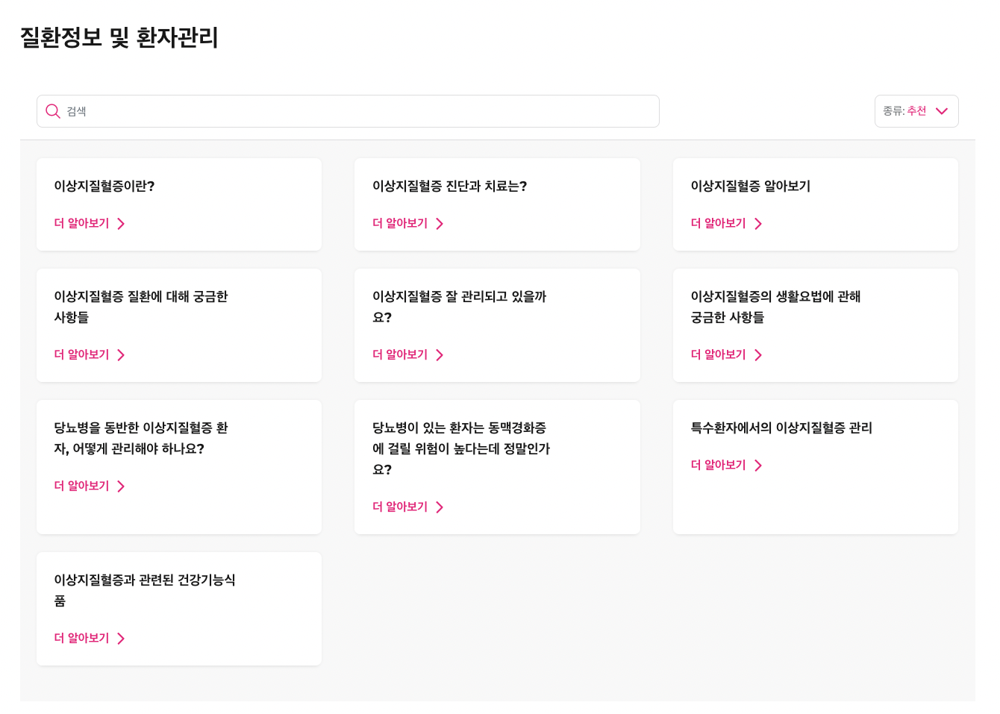 질환정보 및 환자관리
검색
종류: 추천
이상지질혈증이란?
더 알아보기
이상지질혈증 진단과 치료는?
더 알아보기
이상지질혈증 알아보기
더 알아보기
이상지질혈증 질환에 대해 궁금한
사항들
더 알아보기
이상지질혈증 잘 관리되고 있을까
요?
더 알아보기
이상지질혈증의 생활요법에 관해
궁금한 사항들
더 알아보기
당뇨병을 동반한 이상지질혈증 환
자, 어떻게 관리해야 하나요?
더 알아보기
당뇨병이 있는 환자는 동맥경화증
에 걸릴 위험이 높다는데 정말인가
요?
더 알아보기
특수환자에서의 이상지질혈증 관리
더 알아보기
이상지질혈증과 관련된 건강기능식
품
더 알아보기